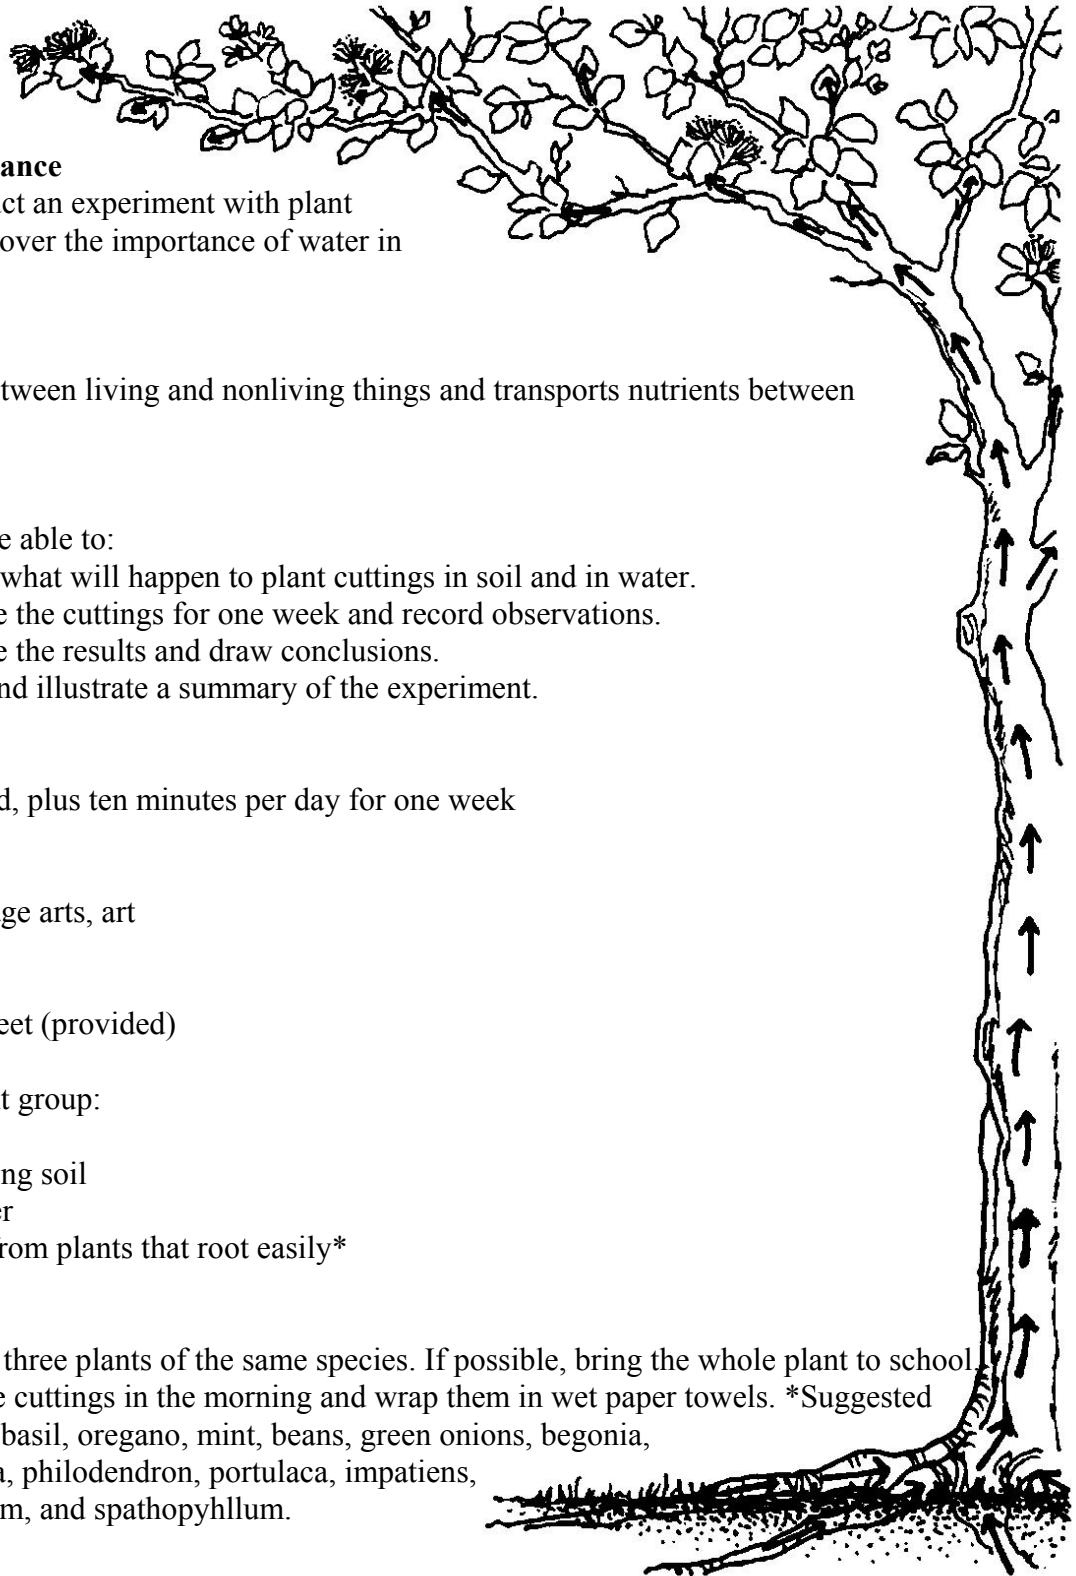 ance
ct an experiment with plant
over the importance of water in
tween living and nonliving things and transports nutrients between
e able to:
what will happen to plant cuttings in soil and in water.
e the cuttings for one week and record observations.
e the results and draw conclusions.
nd illustrate a summary of the experiment.
d, plus ten minutes per day for one week
ge arts, art
eet (provided)
t group:
ng soil
er
rom plants that root easily*
three plants of the same species. If possible, bring the whole plant to school.
e cuttings in the morning and wrap them in wet paper towels. *Suggested
basil, oregano, mint, beans, green onions, begonia,
a, philodendron, portulaca, impatiens,
m, and spathopyhllum.